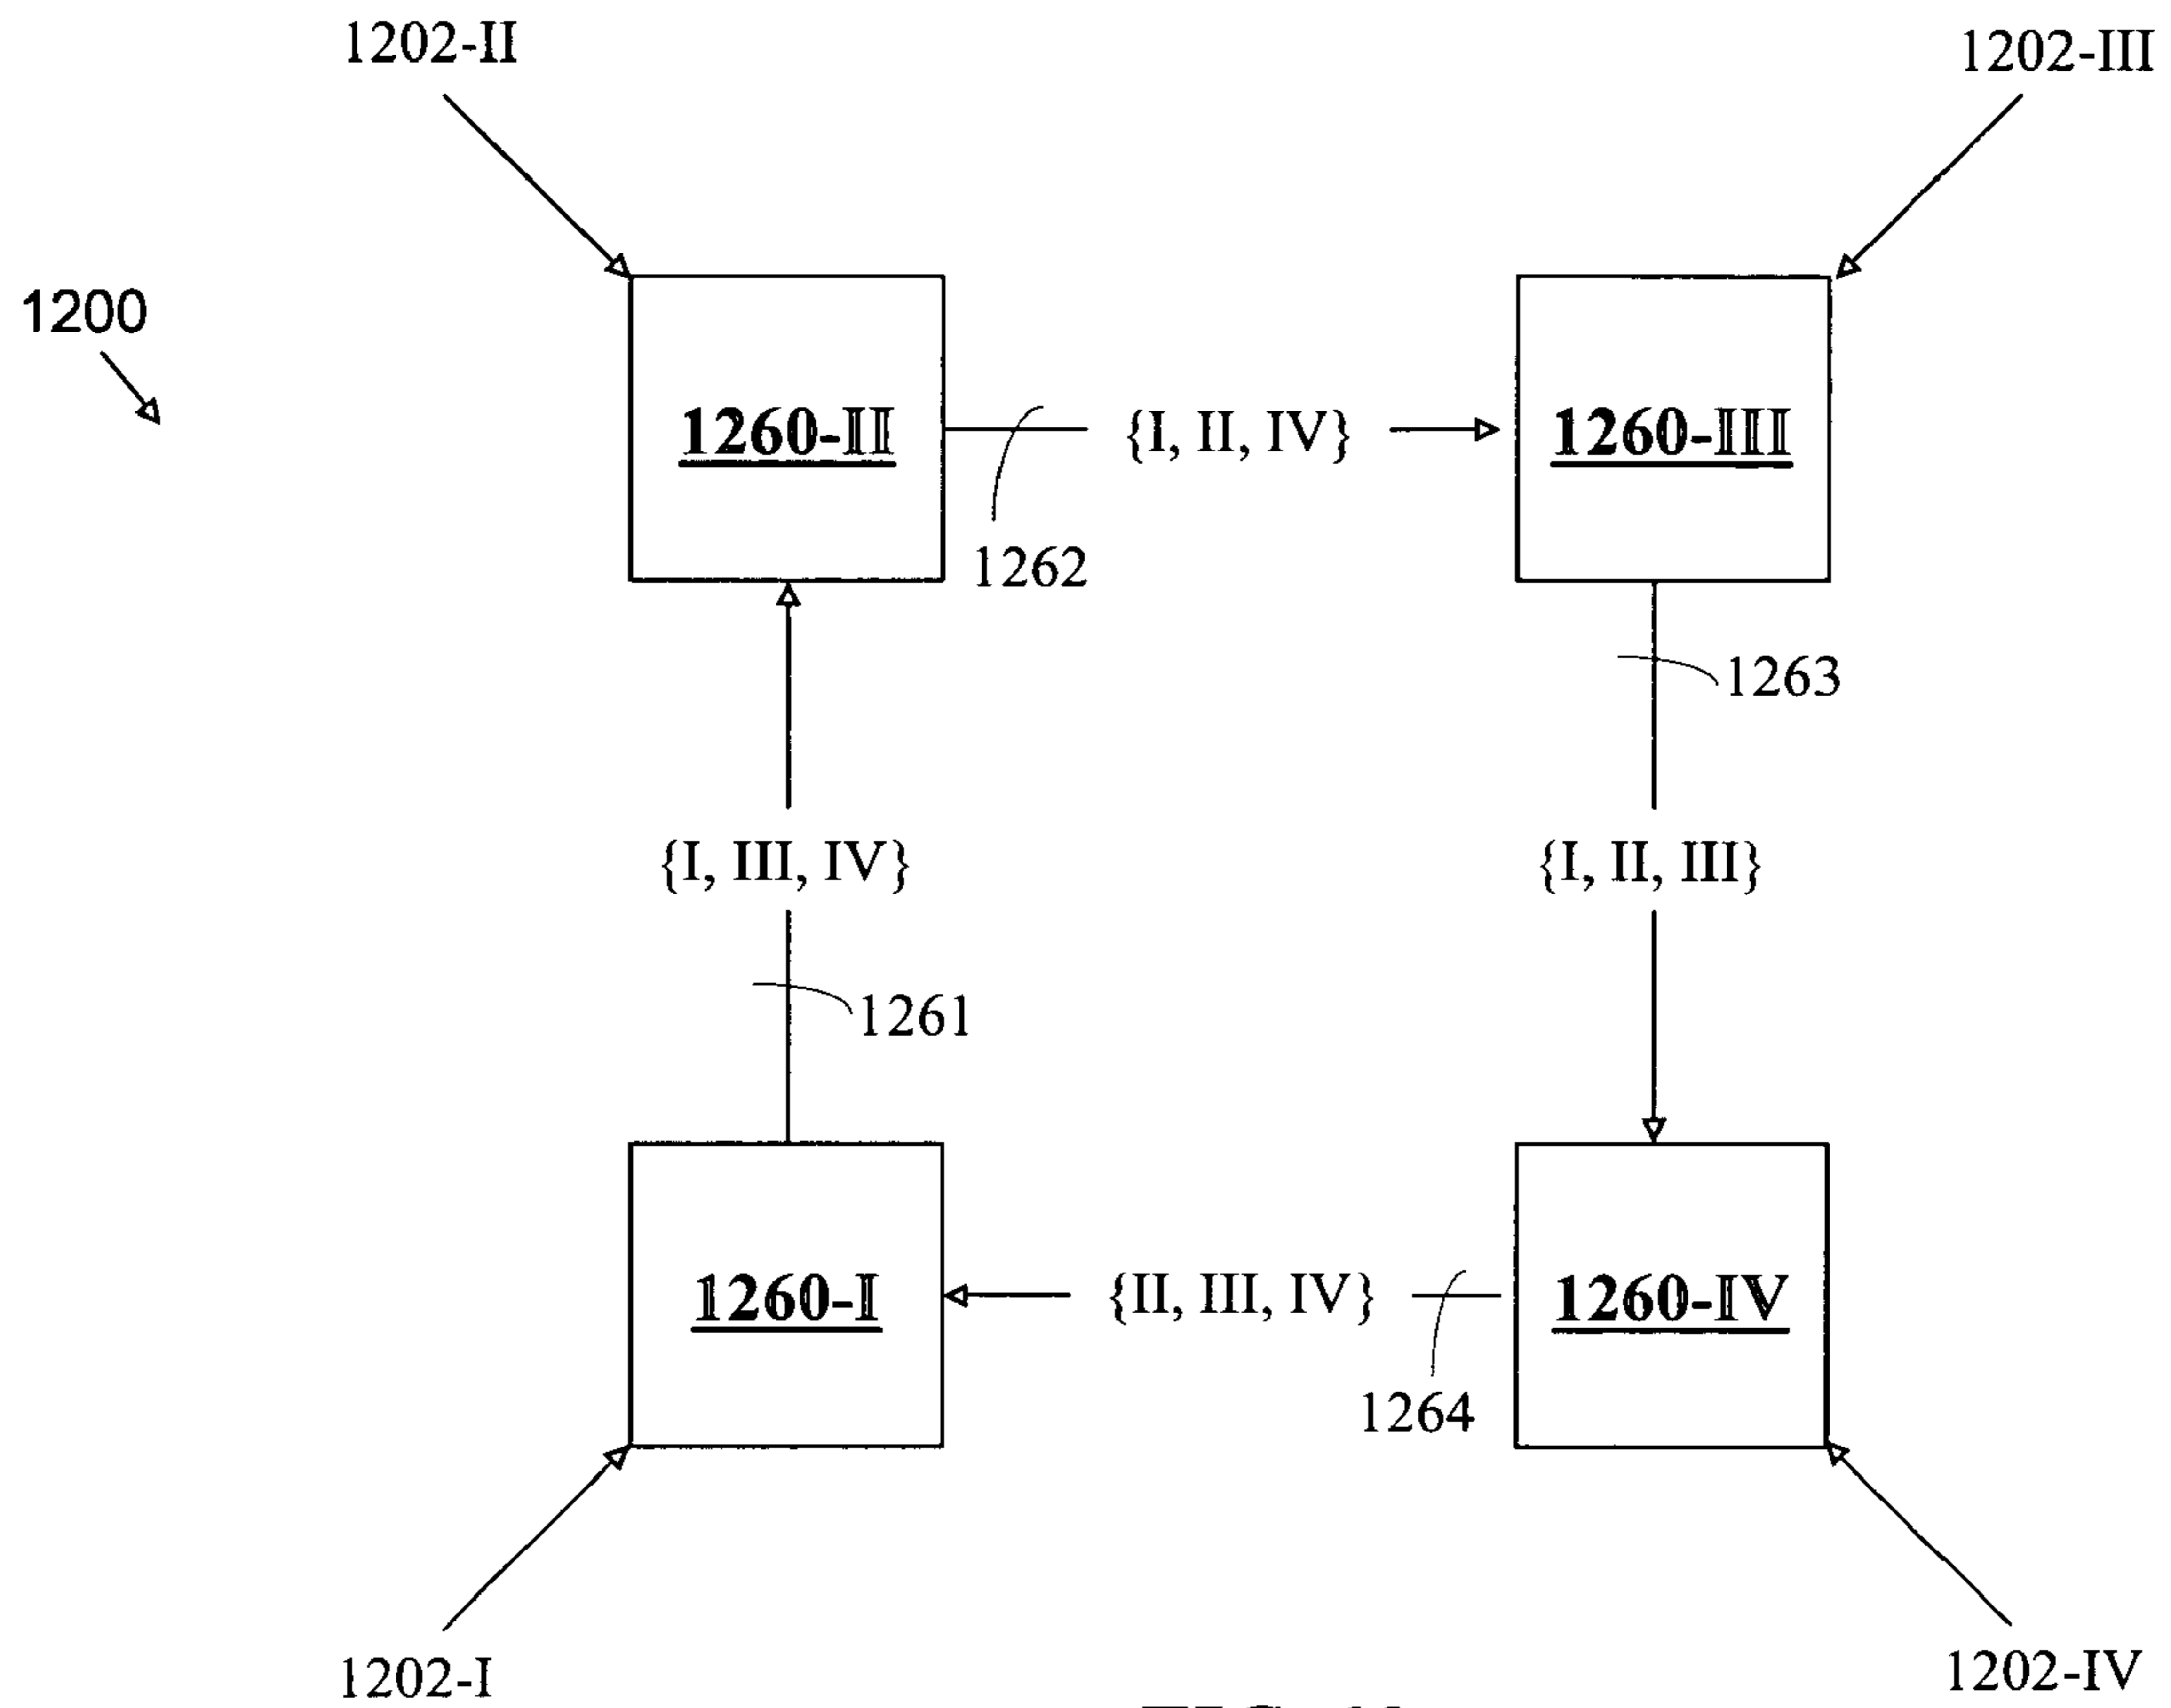 1202-II
1202-III
1200
1260-II
{I, II, IV}
1260-III
1262
1263
{I, III, IV}
{I, II, III}
1261
1260-I
{II, III, IV}
1260-IV
1264
1202-I
1202-IV